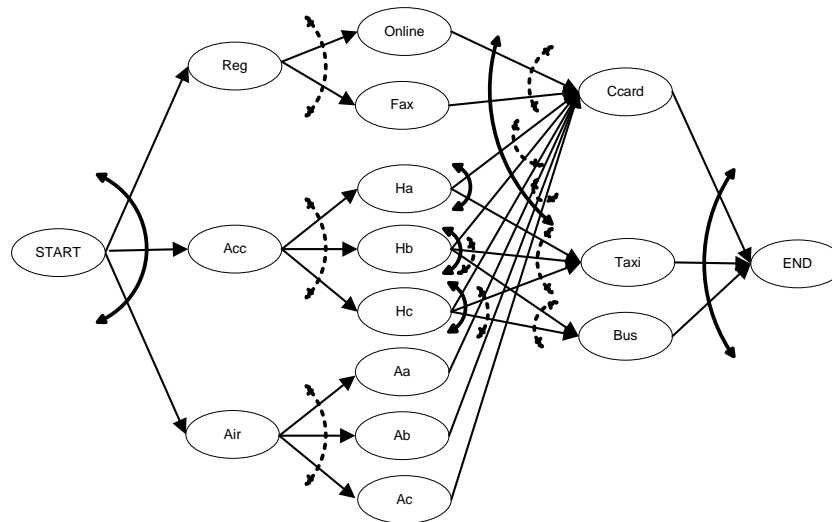 START
Reg
Acc
Air
Online
Fax
Ha
Hb
Hc
Aa
Ab
Ac
Ccard
Taxi
Bus
END